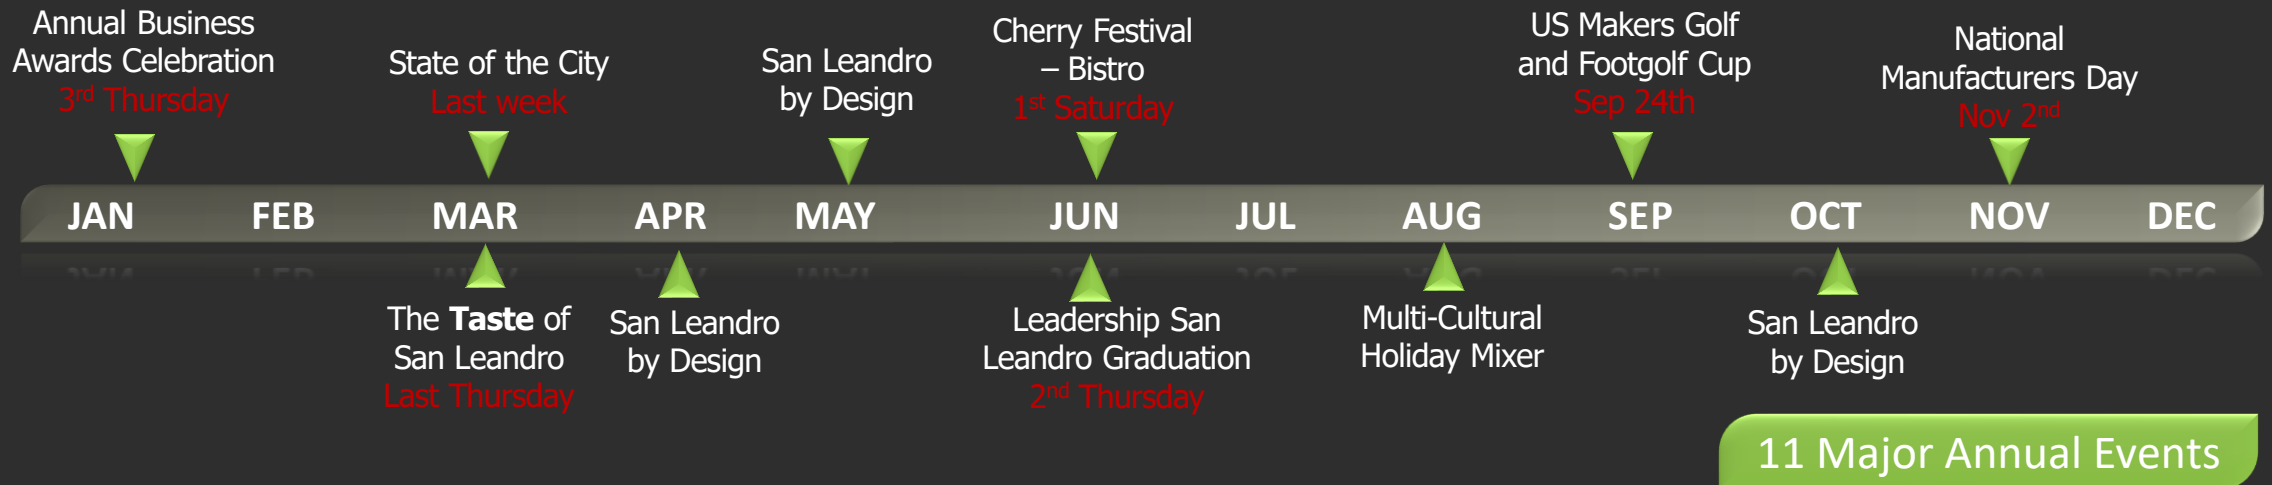 Annual Business
Awards Celebration
3rd Thursday
State of the City
Last week
San Leandro
by Design
Cherry Festival
– Bistro
1st Saturday
US Makers Golf
and Footgolf Cup
Sep 24th
National
Manufacturers Day
Nov 2nd
JAN FEB MAR APR MAY JUN JUL AUG SEP OCT NOV DEC
The Taste of
San Leandro
Last Thursday
San Leandro
by Design
Leadership San
Leandro Graduation
2nd Thursday
Multi-Cultural
Holiday Mixer
San Leandro
by Design
11 Major Annual Events